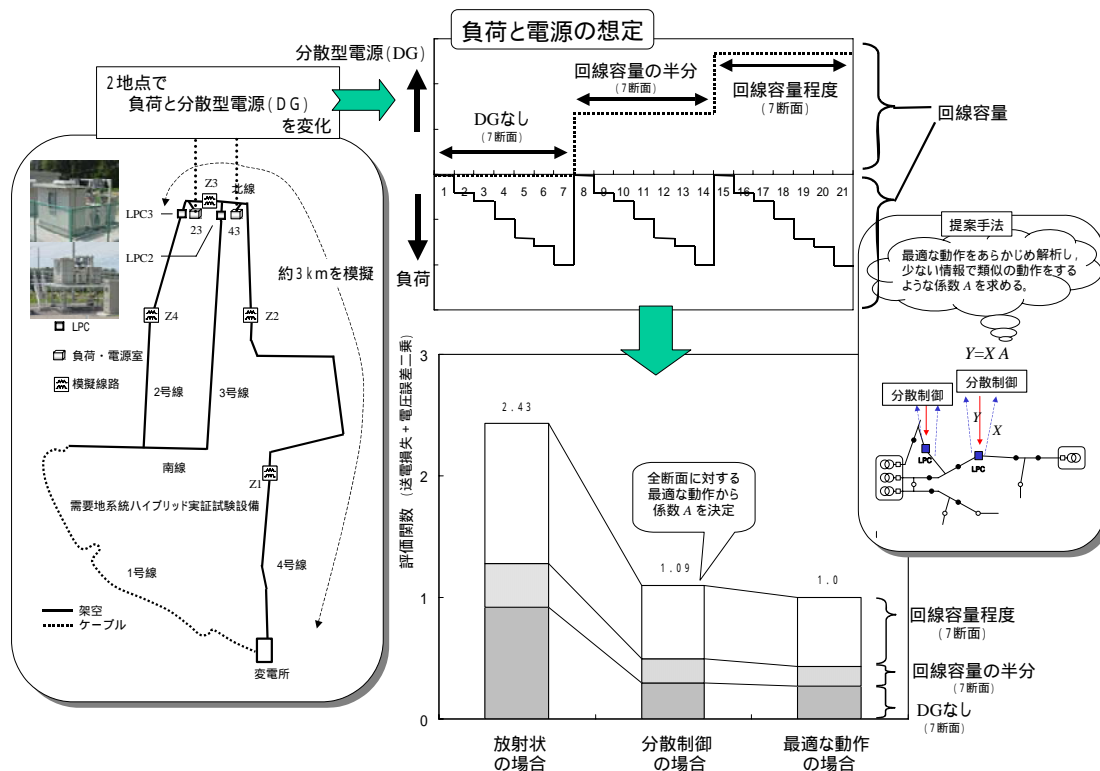 負荷と電源の想定
分散型電源(DG)
2地点で
負荷と分散型電源(DG)
を変化
DGなし
(7断面)
回線容量の半分
(7断面)
回線容量程度
(7断面)
回線容量
1 2 3 4 5 6 7 8 9 10 11 12 13 14 15 16 17 18 19 20 21
負荷
Z3
北線
LPC3
23
43
LPC2
約3kmを模擬
Z4
Z2
LPC
負荷・電源室
模擬線路
2号線
3号線
南線
Z1
需要地系統ハイブリッド実証試験設備
1号線
4号線
架空
ケーブル
変電所
提案手法
最適な動作をあらかじめ解析し,
少ない情報で類似の動作をする
ような係数 A を求める。
Y=X A
分散制御
分散制御
Y
X
LPC
LPC
評価関数 (送電損失+電圧誤差二乗)
3
2
1
0
2.43
1.09
1.0
全断面に対する
最適な動作から
係数 A を決定
回線容量程度
(7断面)
回線容量の半分
(7断面)
DGなし
(7断面)
放射状
の場合
分散制御
の場合
最適な動作
の場合